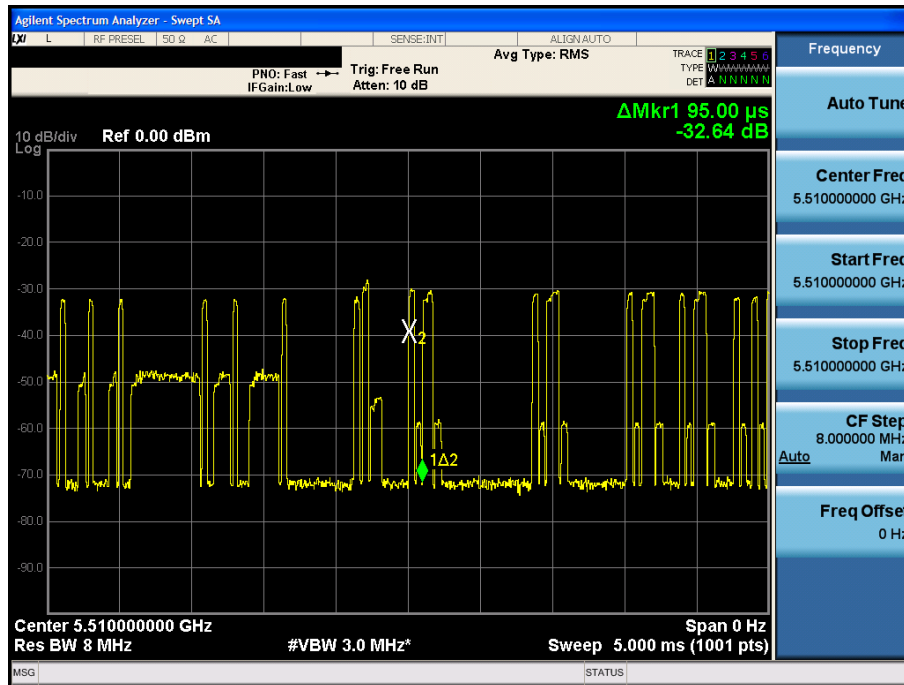 Agilent Spectrum Analyzer - Swept SA
LXI L RF PRESEL 50 Ω AC SENSE:INT ALIGN AUTO
Frequency
PNO: Fast
IFGain:Low
Trig: Free Run
Atten: 10 dB
Avg Type: RMS
TRACE 1 2 3 4 5 6
TYPE WWWWWW
DET A N N N N N
ΔMkr1 95.00 µs
-32.64 dB
10 dB/div
Log
Ref 0.00 dBm
-10.0
-20.0
-30.0
-40.0
-50.0
-60.0
-70.0
-80.0
-90.0
X2
1Δ2
Center 5.510000000 GHz
Span 0 Hz
Res BW 8 MHz
#VBW 3.0 MHz*
Sweep 5.000 ms (1001 pts)
MSG
STATUS
Auto Tune
Center Freq
5.510000000 GHz
Start Freq
5.510000000 GHz
Stop Freq
5.510000000 GHz
CF Step
8.000000 MHz
Auto Man
Freq Offset
0 Hz